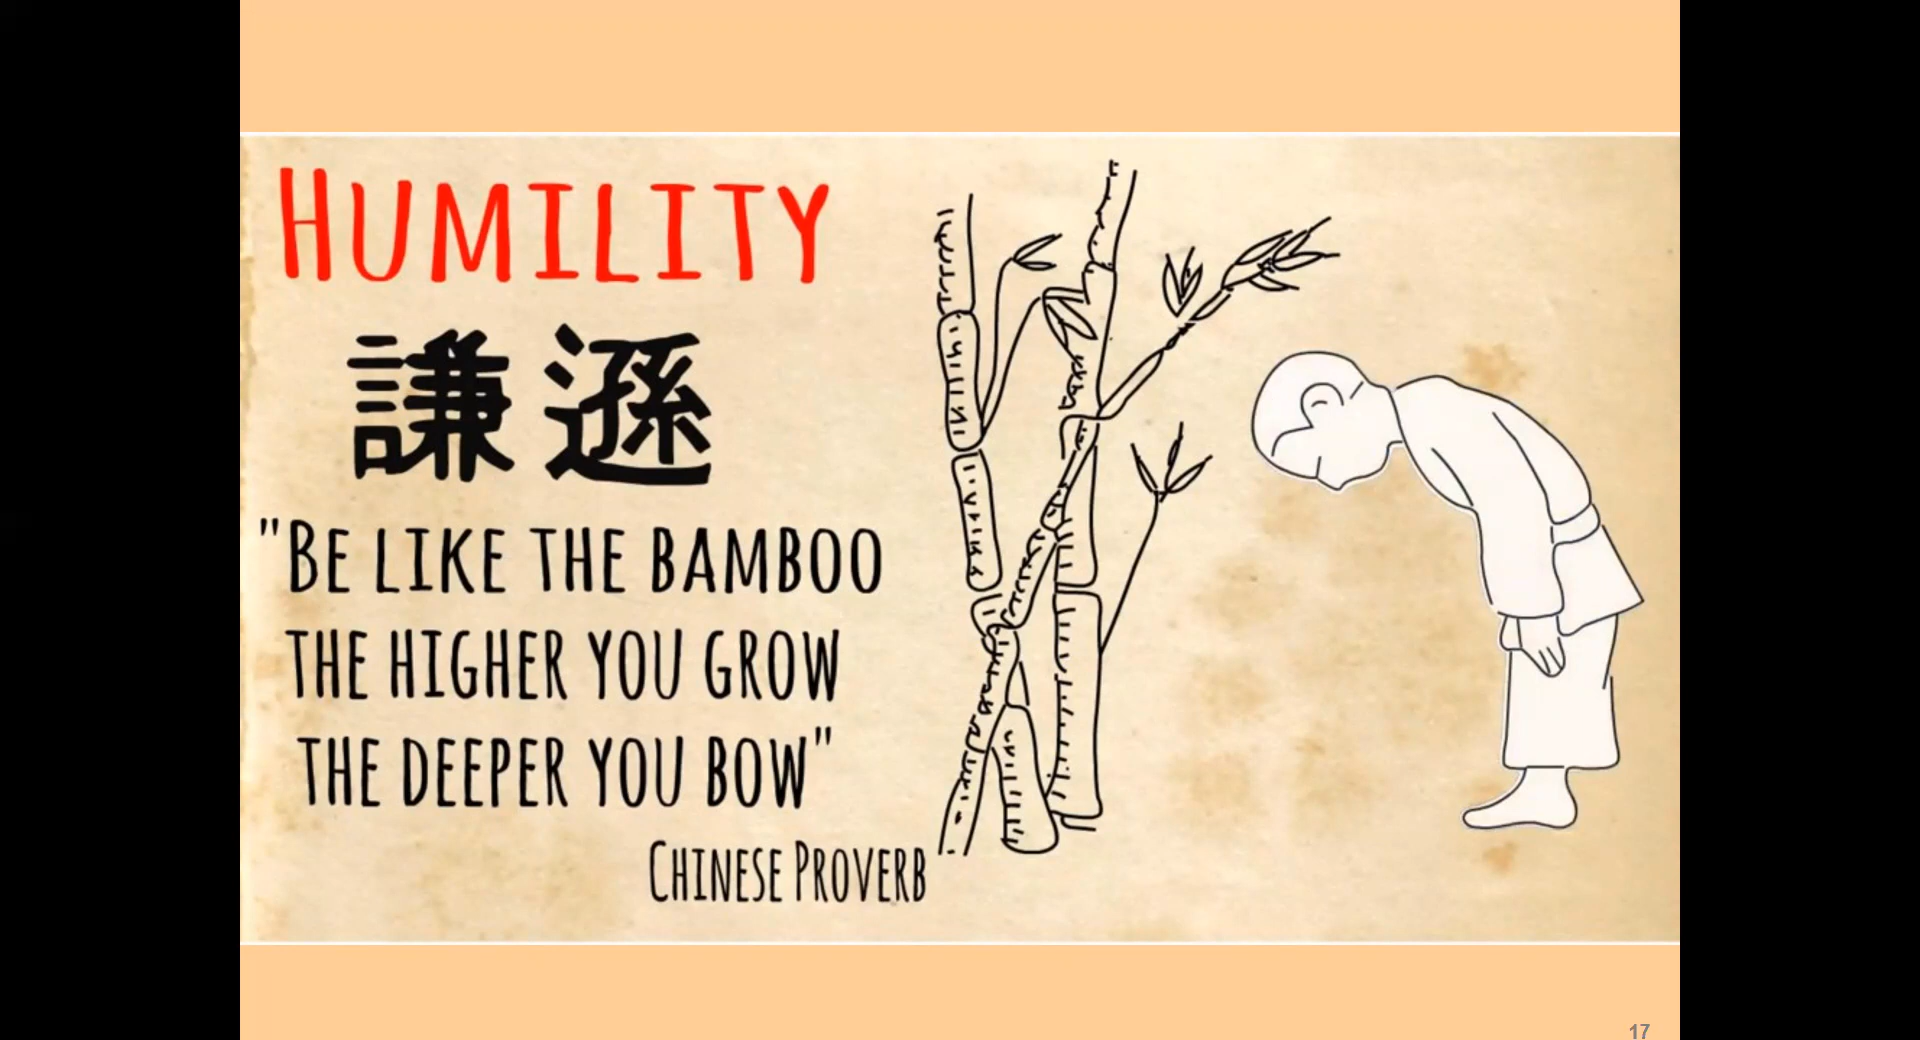 HUMILITY
謙遜
"BE LIKE THE BAMBOO
THE HIGHER YOU GROW
THE DEEPER YOU BOW"
CHINESE PROVERB
17